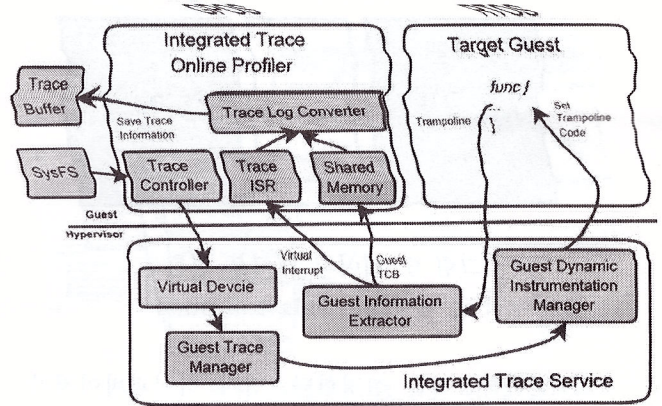 GPOS
RTOS
Integrated Trace
Online Profiler
Target Guest
Trace
Buffer
Trace Log Converter
func {
..
}
Trampoline
Set
Trampoline
Code
Save Trace
Information
SysFS
Trace
Controller
Trace
ISR
Shared
Memory
Guest
Hypervisor
Virtual
Interrupt
Guest
TCB
Virtual Devcie
Guest Information
Extractor
Guest Dynamic
Instrumentation
Manager
Guest Trace
Manager
Integrated Trace Service